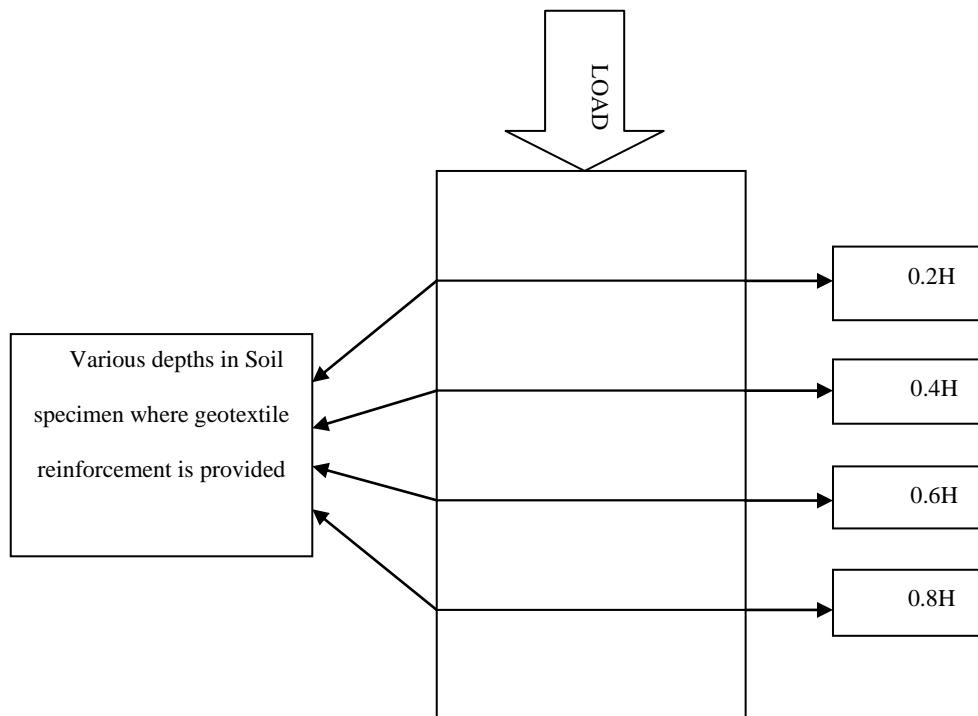 LOAD
0.2H
Various depths in Soil
specimen where geotextile
reinforcement is provided
0.4H
0.6H
0.8H